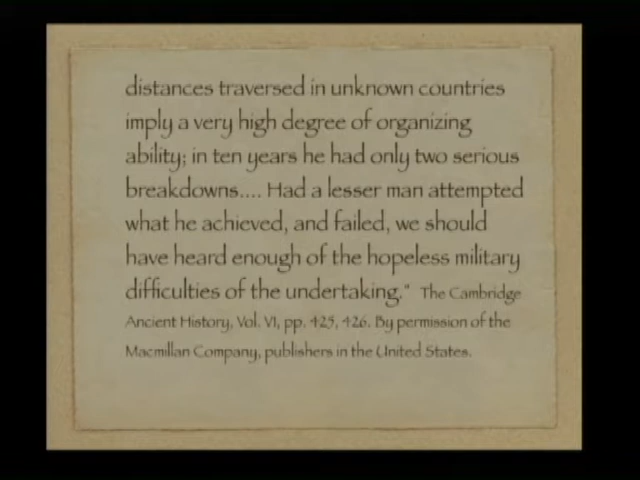 distances traversed in unknown countries
imply a very high degree of organizing
ability; in ten years he had only two serious
breakdowns.... Had a lesser man attempted
what he achieved, and failed, we should
have heard enough of the hopeless military
difficulties of the undertaking." The Cambridge
Ancient History, Vol. VI, pp. 425, 426. By permission of the
Macmillan Company, publishers in the United States.